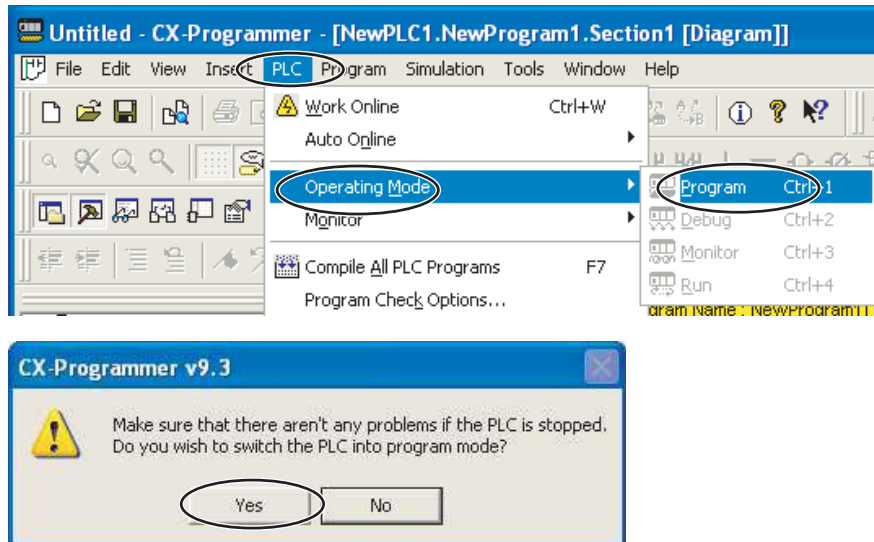 Untitled - CX-Programmer - [NewPLC1.NewProgram1.Section1 [Diagram]]
File Edit View Insert PLC Program Simulation Tools Window Help
Work Online Ctrl+W
Auto Online
Operating Mode
Program Ctrl+1
Monitor
Debug Ctrl+2
Monitor Ctrl+3
Compile All PLC Programs F7
Run Ctrl+4
Program Check Options...
gram Name : NewProgram1]
CX-Programmer v9.3
Make sure that there aren't any problems if the PLC is stopped.
Do you wish to switch the PLC into program mode?
Yes No